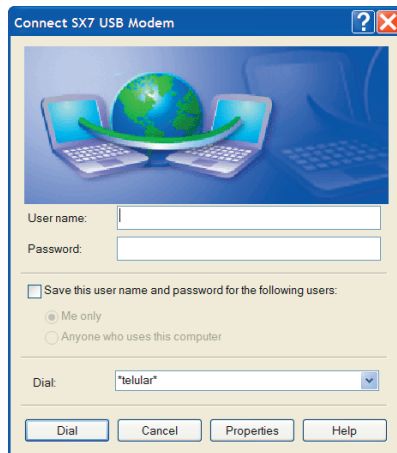 Connect SX7 USB Modem
User name:
Password:
Save this user name and password for the following users:
Me only
Anyone who uses this computer
Dial: *telular*
Dial Cancel Properties Help